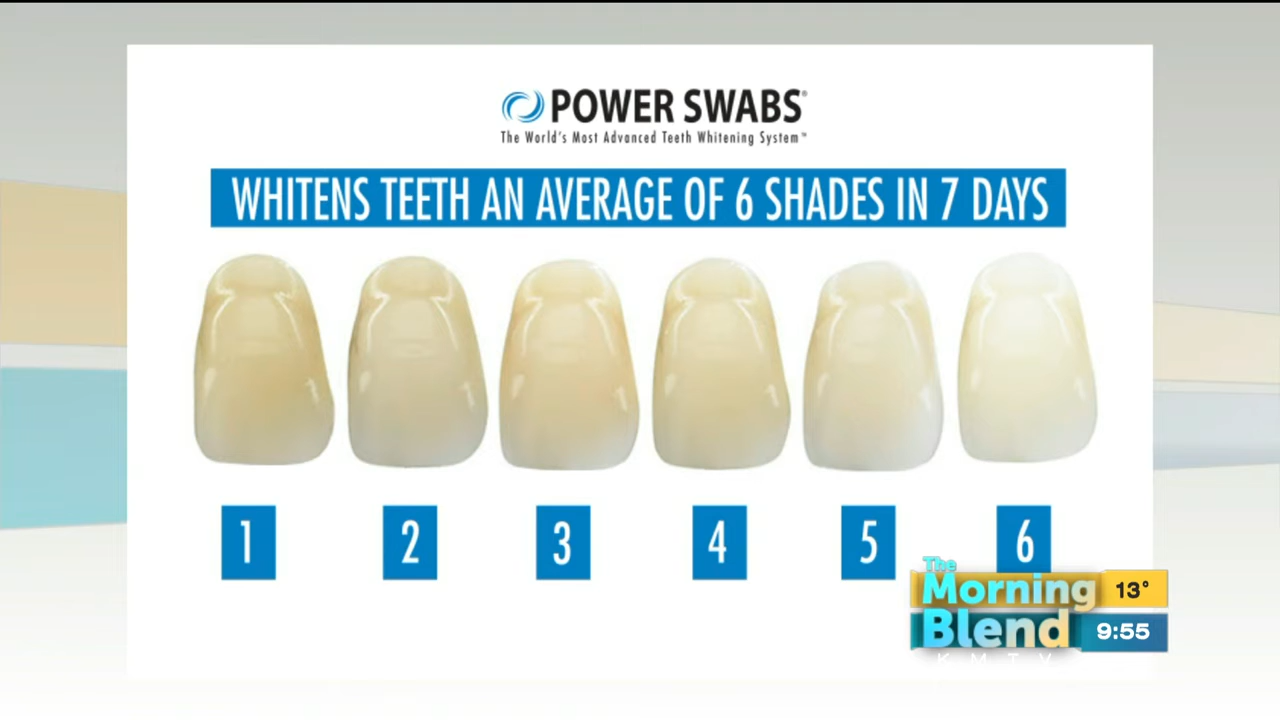 POWER SWABS®
The World's Most Advanced Teeth Whitening System™
WHITENS TEETH AN AVERAGE OF 6 SHADES IN 7 DAYS
1 2 3 4 5 6
The
Morning 13°
Blend 9:55
KMTV